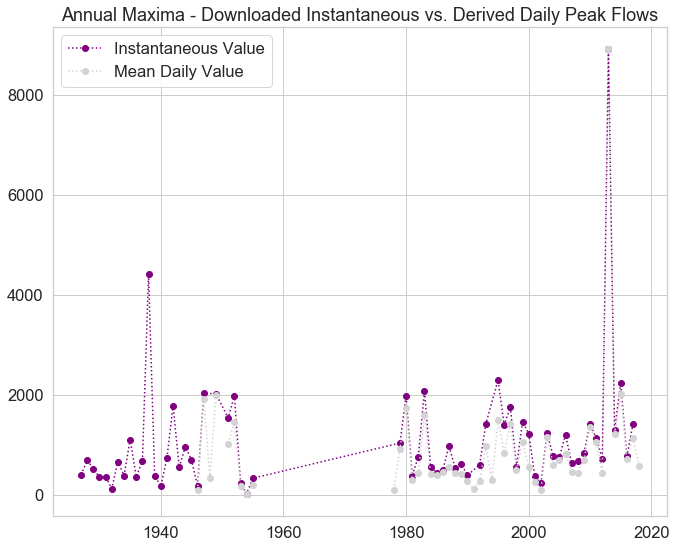 Annual Maxima - Downloaded Instantaneous vs. Derived Daily Peak Flows
Instantaneous Value
Mean Daily Value
8000
6000
4000
2000
0
1940 1960 1980 2000 2020